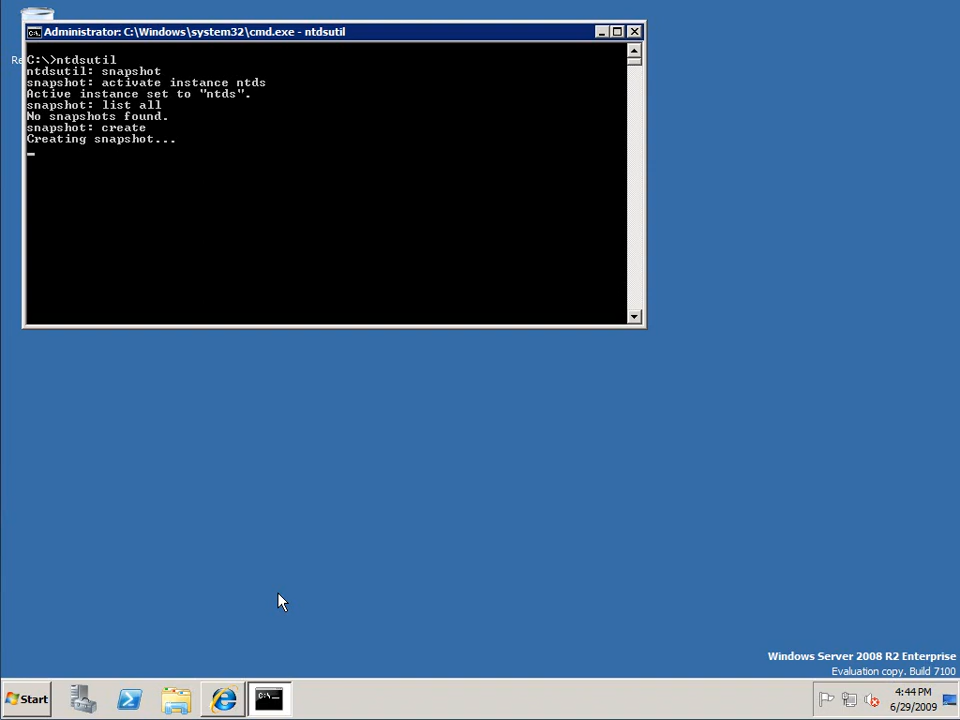 Administrator: C:\Windows\system32\cmd.exe - ntdsutil
Re
C:\>ntdsutil
ntdsutil: snapshot
snapshot: activate instance ntds
Active instance set to "ntds".
snapshot: list all
No snapshots found.
snapshot: create
Creating snapshot...
Windows Server 2008 R2 Enterprise
Evaluation copy. Build 7100
Start
C:\_
4:44 PM
6/29/2009